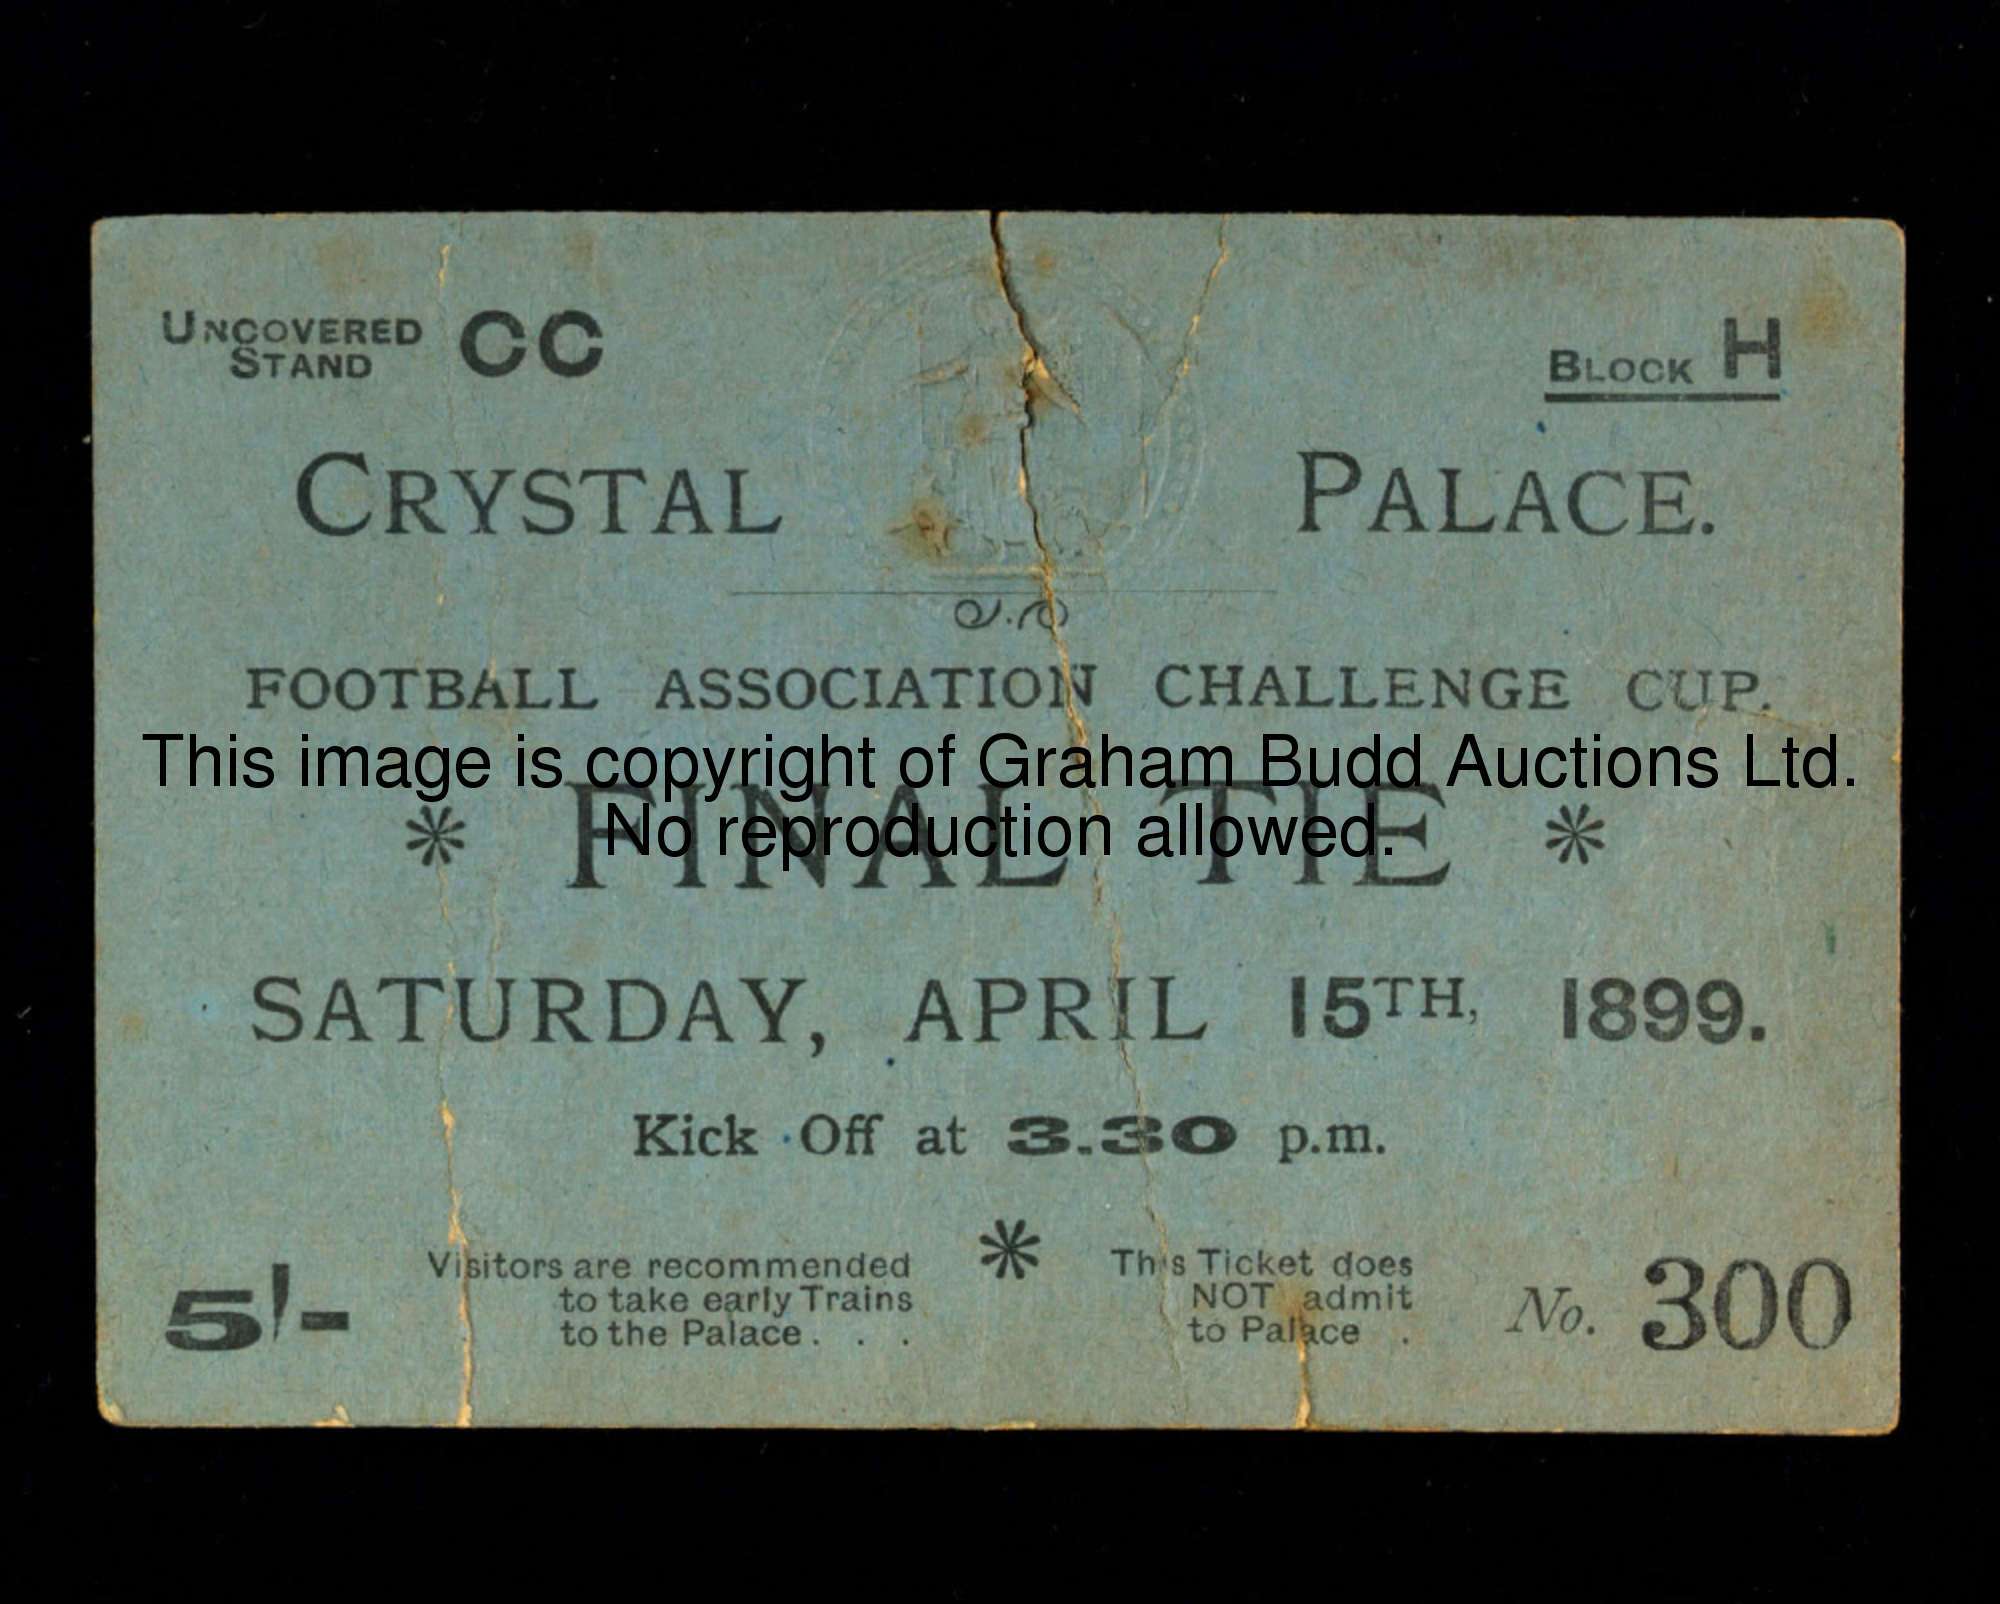 UNCOVERED STAND CC
BLOCK H
CRYSTAL PALACE.
FOOTBALL ASSOCIATION CHALLENGE CUP.
This image is copyright of Graham Budd Auctions Ltd.
No reproduction allowed.
* FINAL TIE *
SATURDAY, APRIL 15TH, 1899.
Kick Off at 3.30 p.m.
*
5/-
Visitors are recommended
to take early Trains
to the Palace . . .
This Ticket does
NOT admit
to Palace .
No. 300